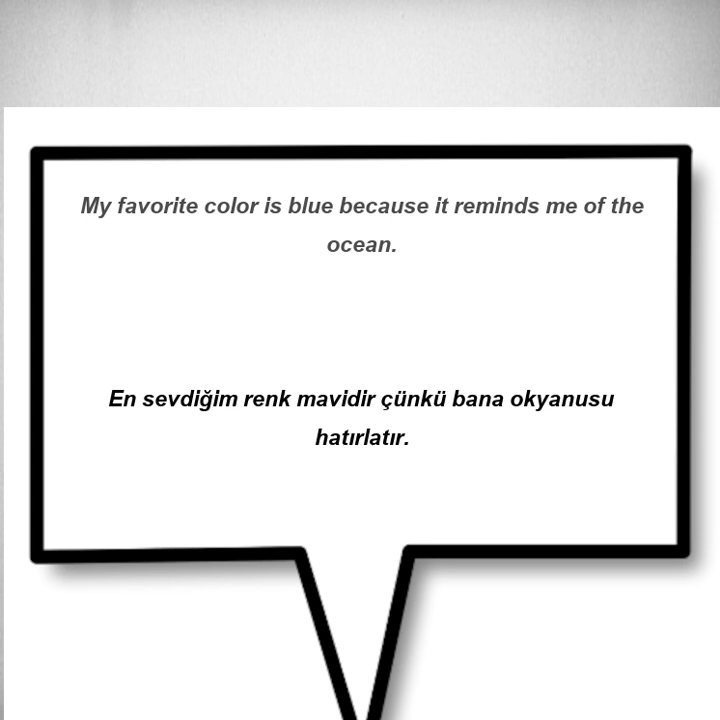 My favorite color is blue because it reminds me of the
ocean.
En sevdiğim renk mavidir çünkü bana okyanusu
hatırlatır.